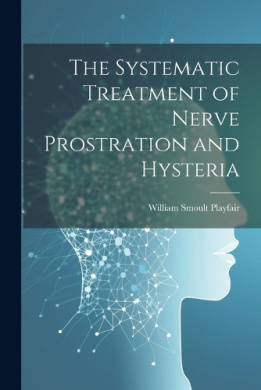 The Systematic
Treatment of
Nerve
Prostration and
Hysteria
William Smoult Playfair